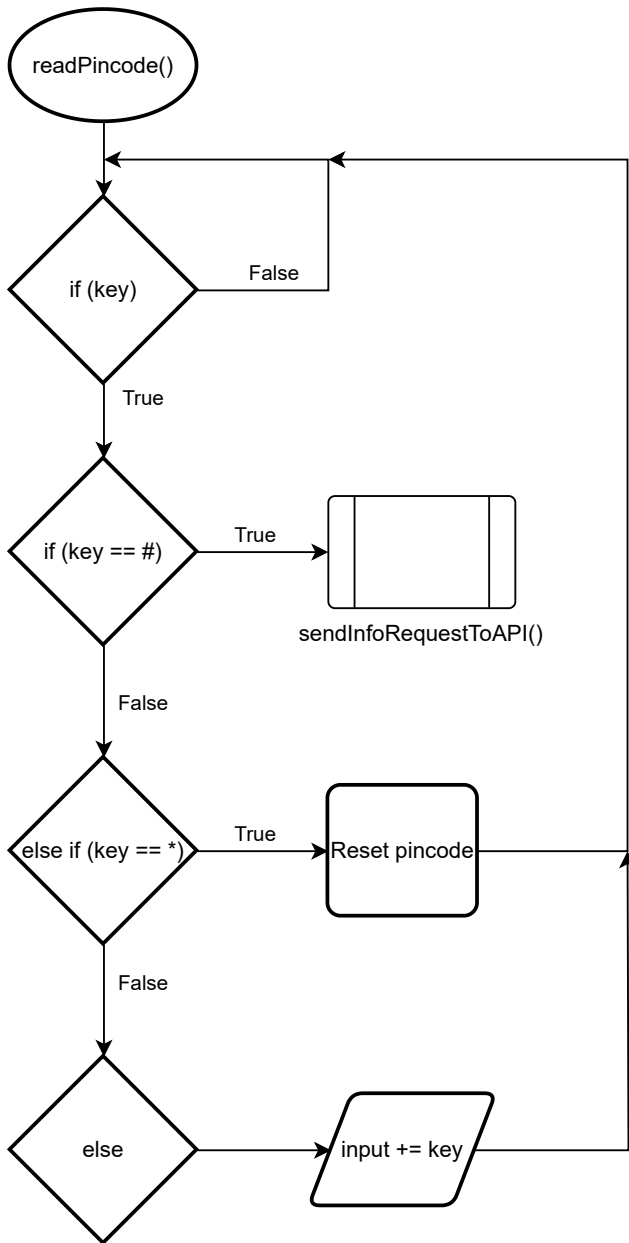 readPincode()
if (key)
False
True
if (key == #)
True
sendInfoRequestToAPI()
False
else if (key == *)
True
Reset pincode
False
else
input += key